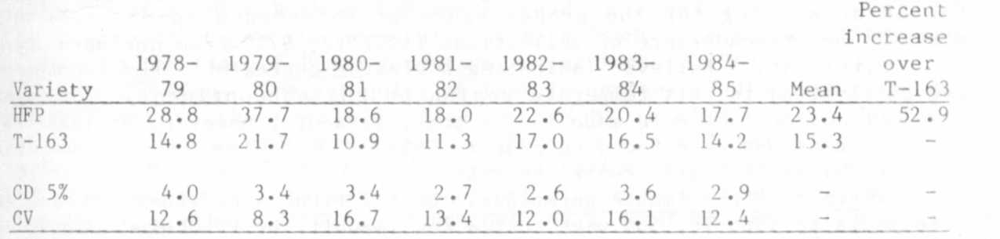 Percent
increase
1978- 1979- 1980- 1981- 1982- 1983- 1984- over
Variety 79 80 81 82 83 84 85 Mean T-163
HFP 28.8 37.7 18.6 18.0 22.6 20.4 17.7 23.4 52.9
T-163 14.8 21.7 10.9 11.3 17.0 16.5 14.2 15.3 -
CD 5% 4.0 3.4 3.4 2.7 2.6 3.6 2.9 - -
CV 12.6 8.3 16.7 13.4 12.0 16.1 12.4 - -